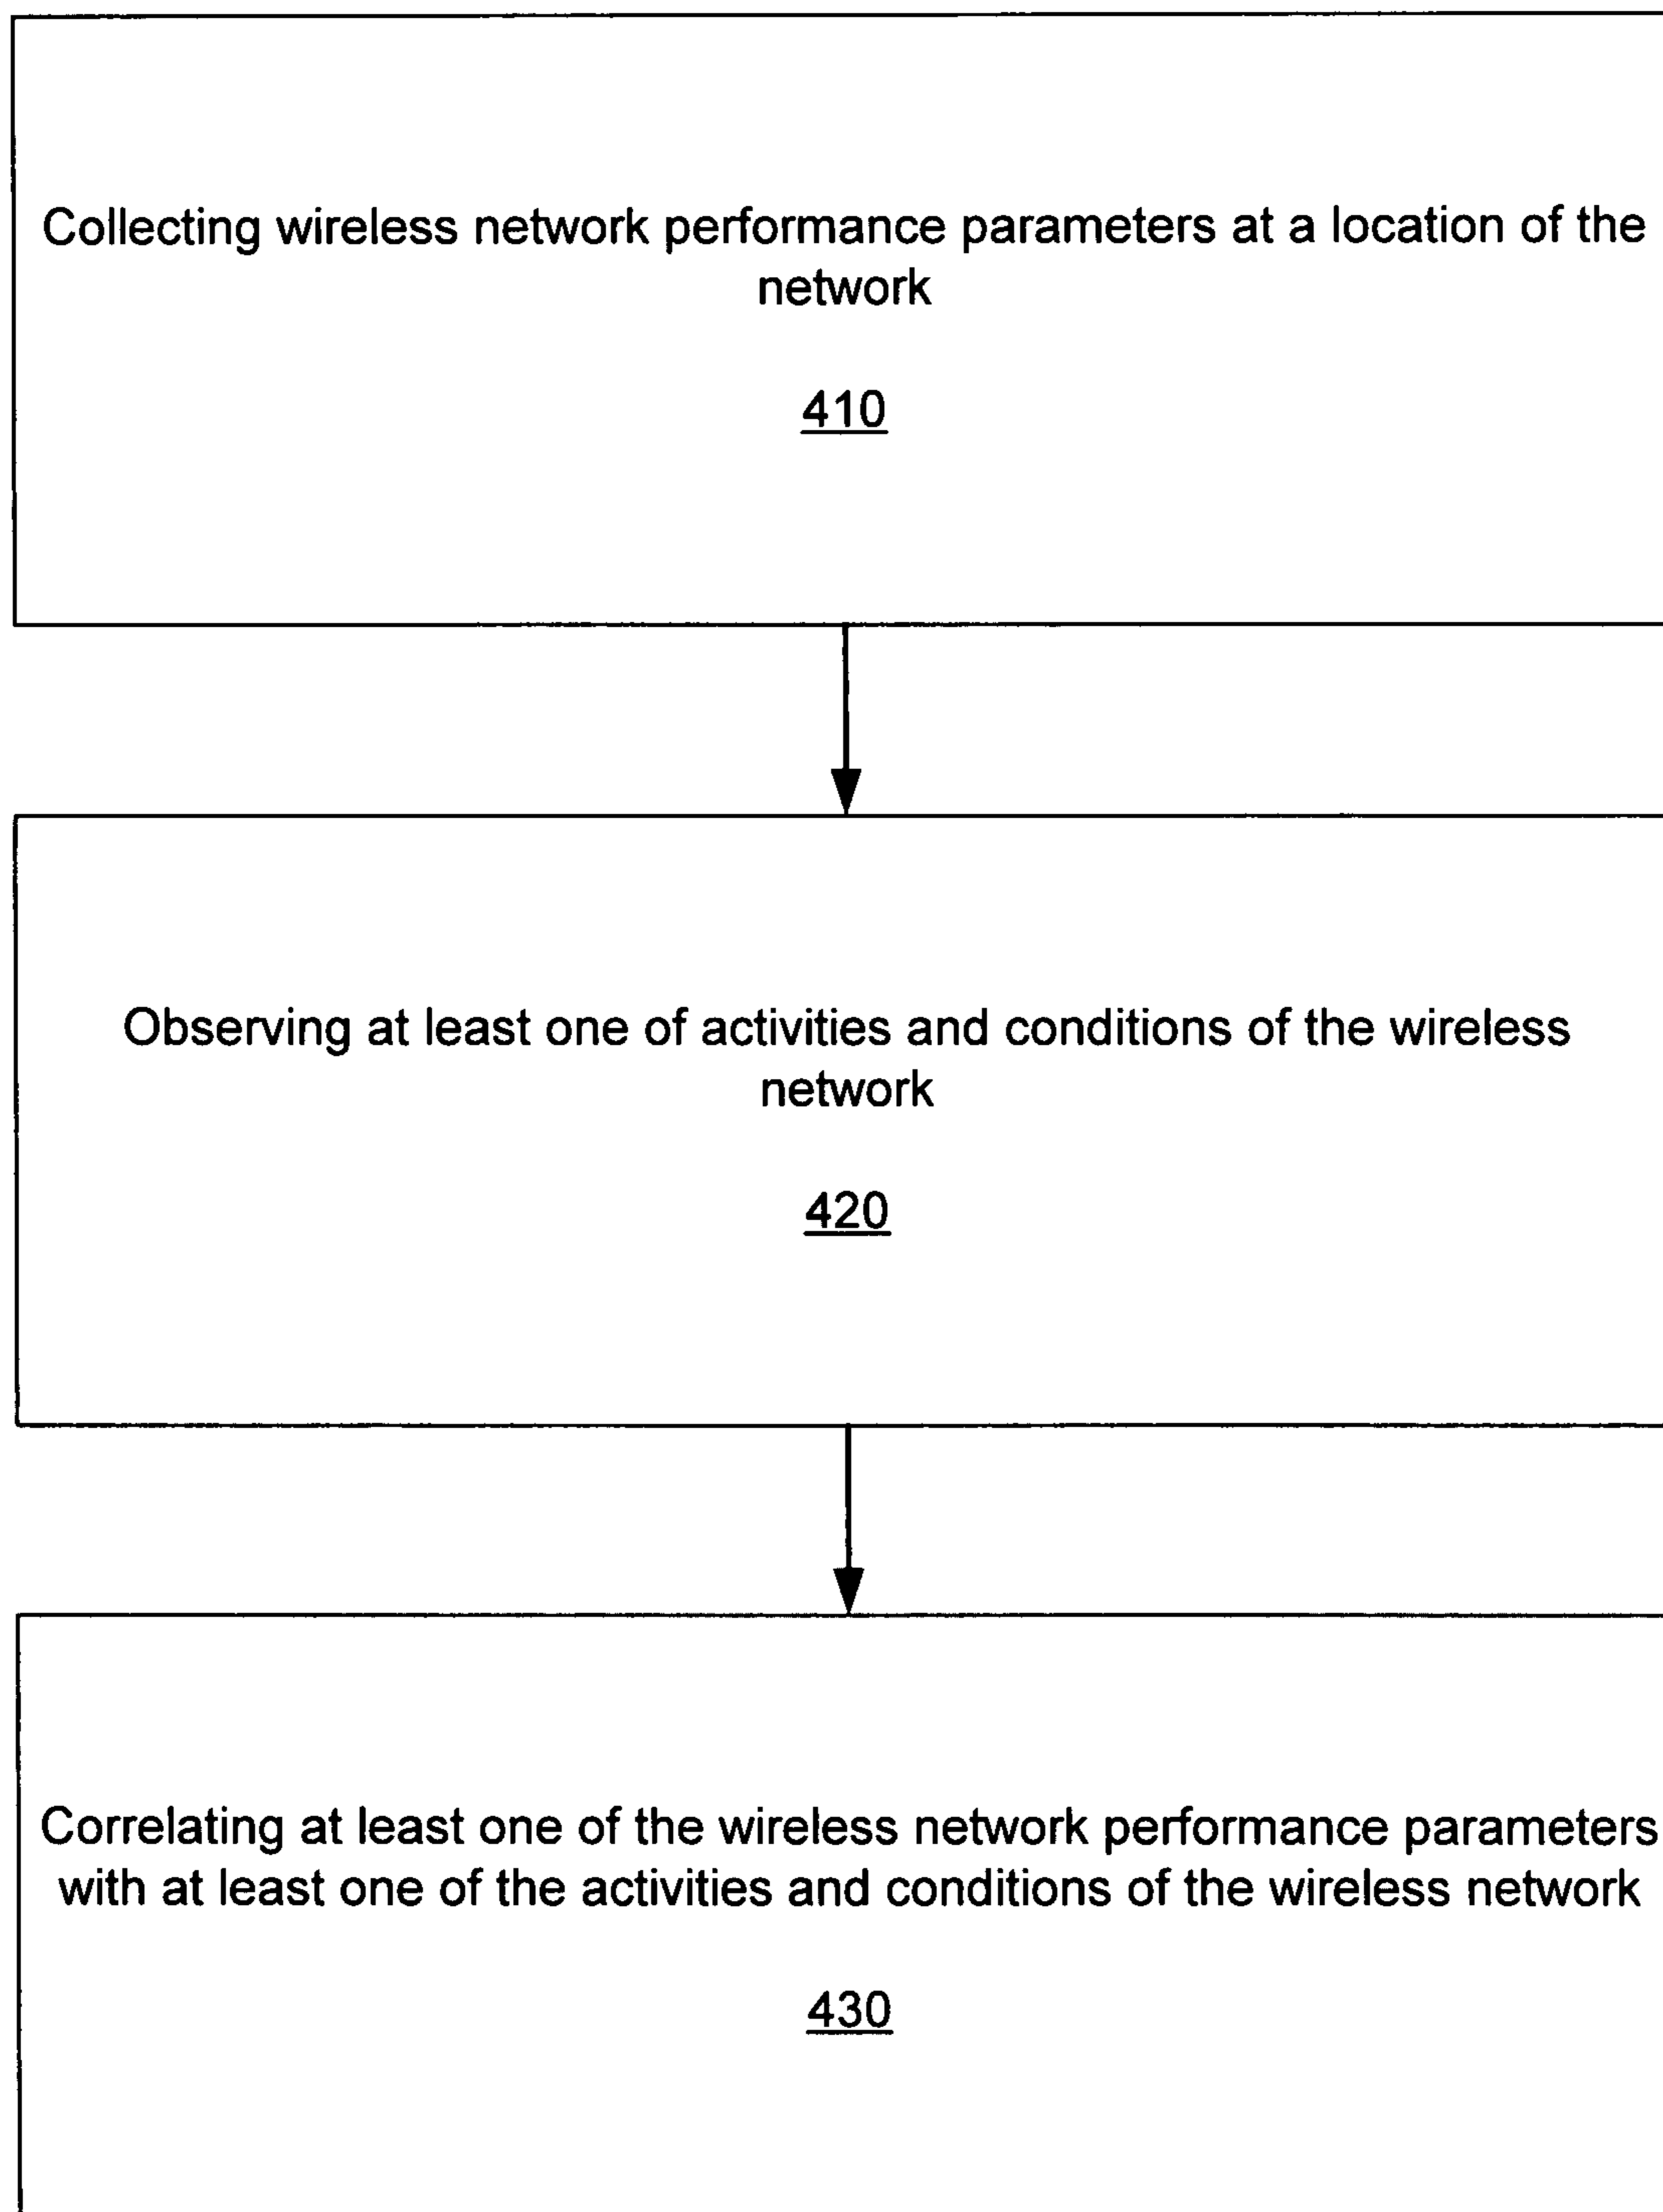 Collecting wireless network performance parameters at a location of the
network
410
Observing at least one of activities and conditions of the wireless
network
420
Correlating at least one of the wireless network performance parameters
with at least one of the activities and conditions of the wireless network
430